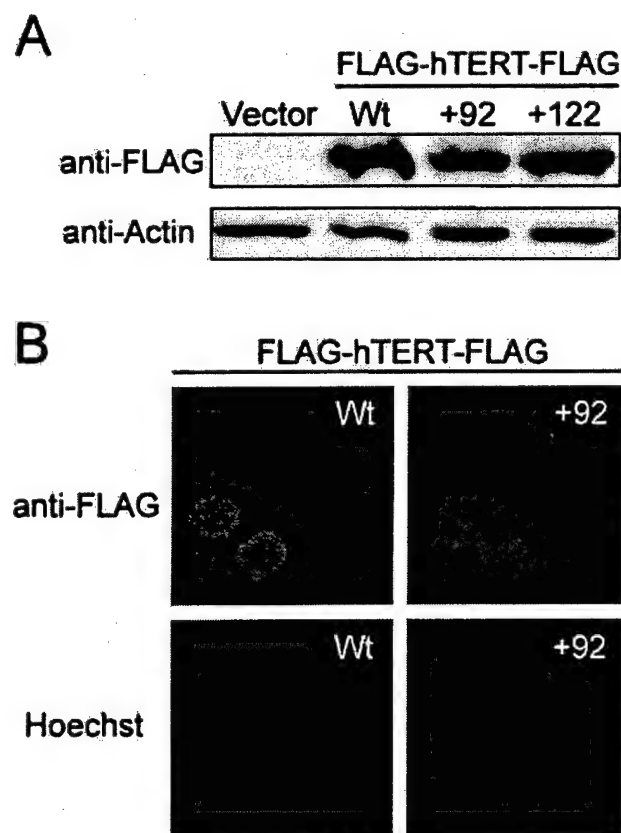 A
FLAG-hTERT-FLAG
Vector Wt +92 +122
anti-FLAG
anti-Actin
B
FLAG-hTERT-FLAG
Wt +92
anti-FLAG
Wt +92
Hoechst